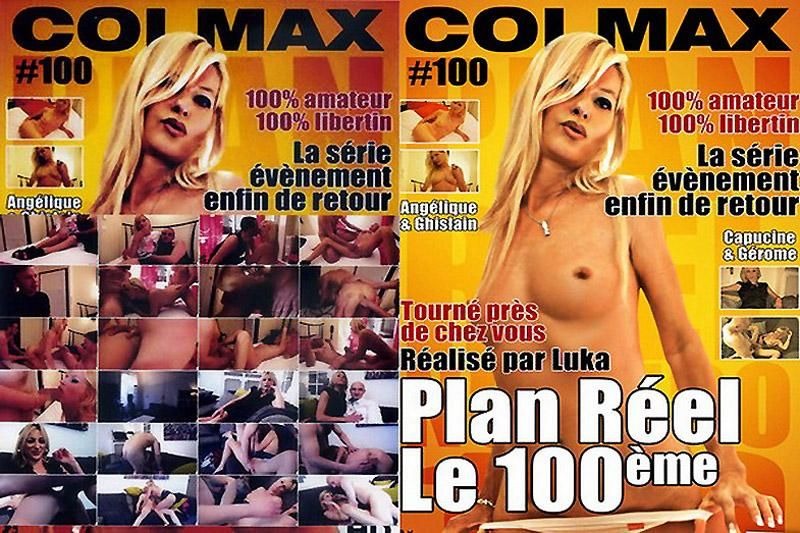 COLMAX
#100
100% amateur
100% libertin
La série
évènement
enfin de retour
Angélique
COLMAX
#100
100% amateur
100% libertin
La série
évènement
enfin de retour
Angélique
& Ghislain
Capucine
& Gérome
Tourné près
de chez vous
Réalisé par Luka
Plan Réel
Le 100ème